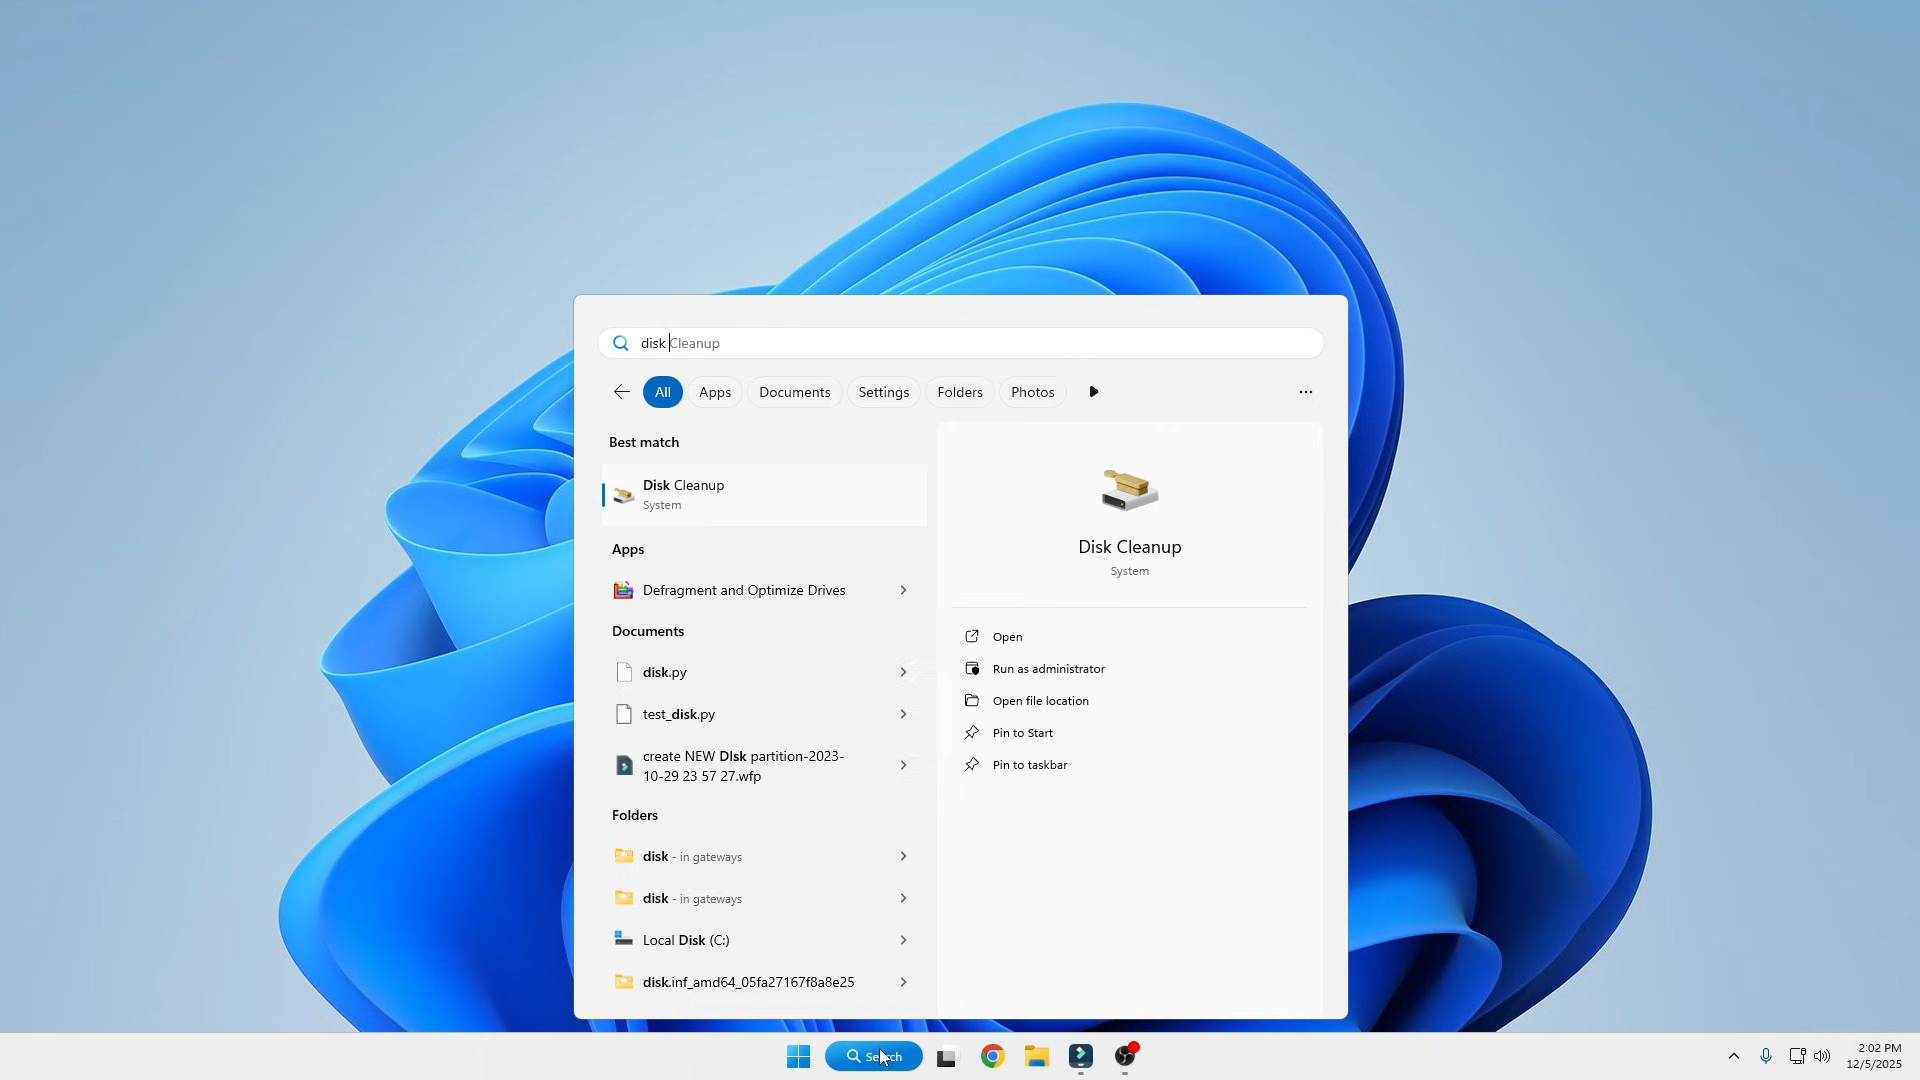 disk Cleanup
All Apps Documents Settings Folders Photos
Best match
Disk Cleanup
System
Apps
Defragment and Optimize Drives
Documents
disk.py
test_disk.py
create NEW DIsk partition-2023-
10-29 23 57 27.wfp
Folders
disk - in gateways
disk - in gateways
Local Disk (C:)
disk.inf_amd64_05fa27167f8a8e25
Disk Cleanup
System
Open
Run as administrator
Open file location
Pin to Start
Pin to taskbar
Search
2:02 PM
12/5/2025